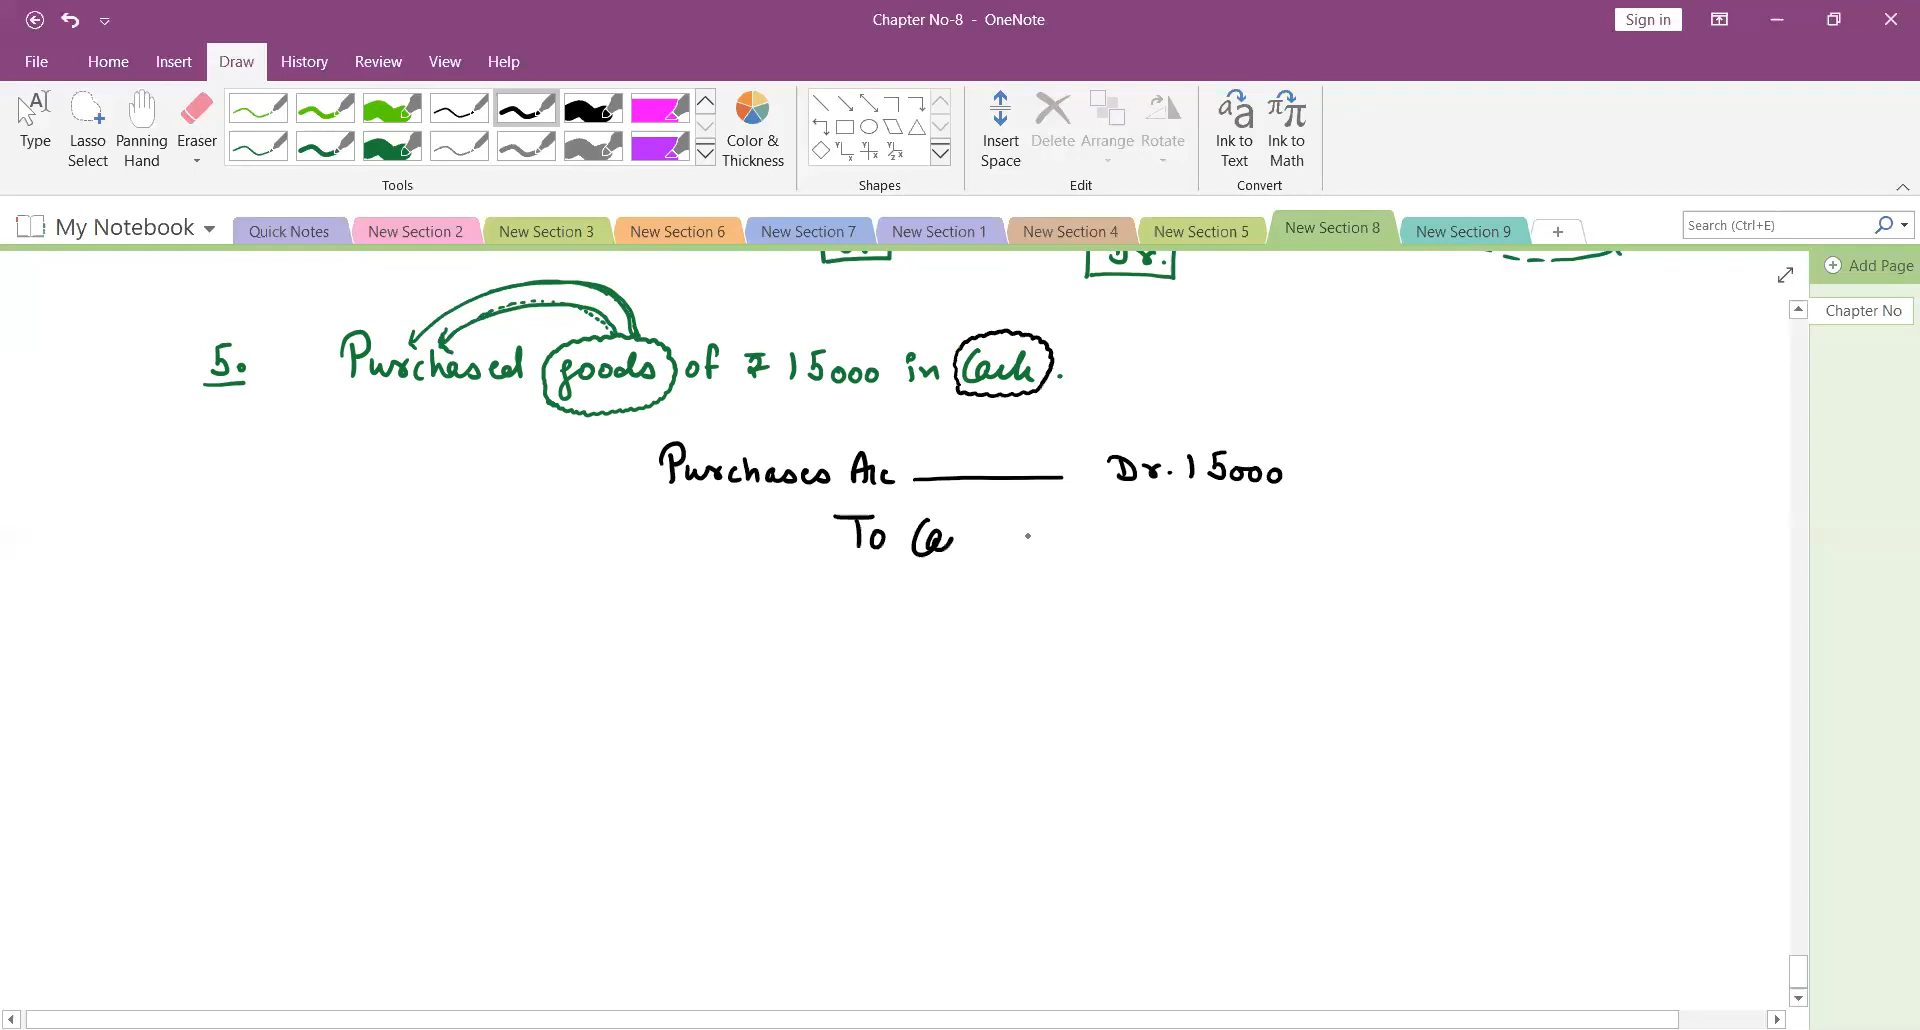 Chapter No-8 - OneNote
Sign in
File Home Insert Draw History Review View Help
Type
Lasso Select
Panning Hand
Eraser
Color & Thickness
Insert Space
Delete
Arrange
Rotate
Ink to Text
Ink to Math
Tools
Shapes
Edit
Convert
My Notebook
Quick Notes New Section 2 New Section 3 New Section 6 New Section 7 New Section 1 New Section 4 New Section 5 New Section 8 New Section 9 +
Search (Ctrl+E)
Add Page
Chapter No
5. Purchased goods of ₹ 15000 in Cash.
Purchases A/c ——— Dr. 15000
To Ca